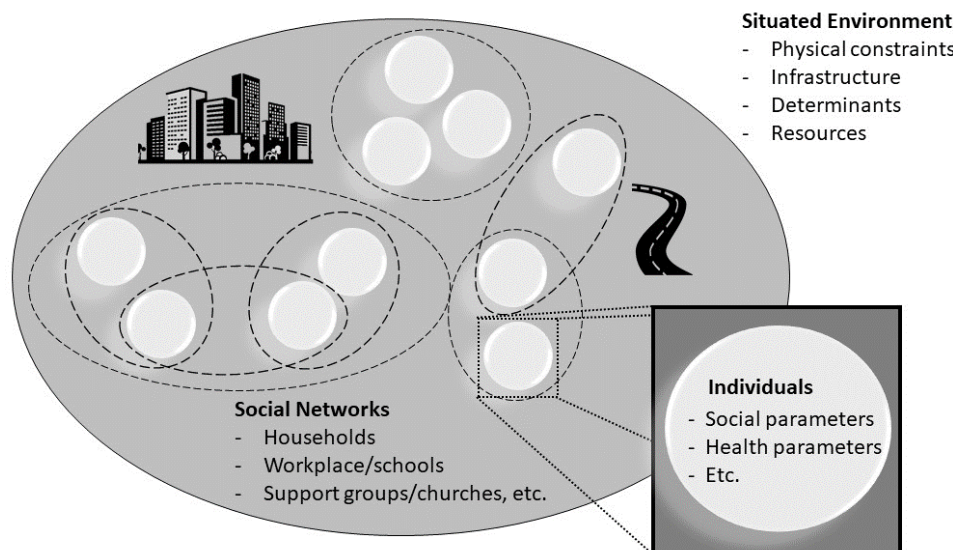 Situated Environment
- Physical constraints
- Infrastructure
- Determinants
- Resources
Social Networks
- Households
- Workplace/schools
- Support groups/churches, etc.
Individuals
- Social parameters
- Health parameters
- Etc.